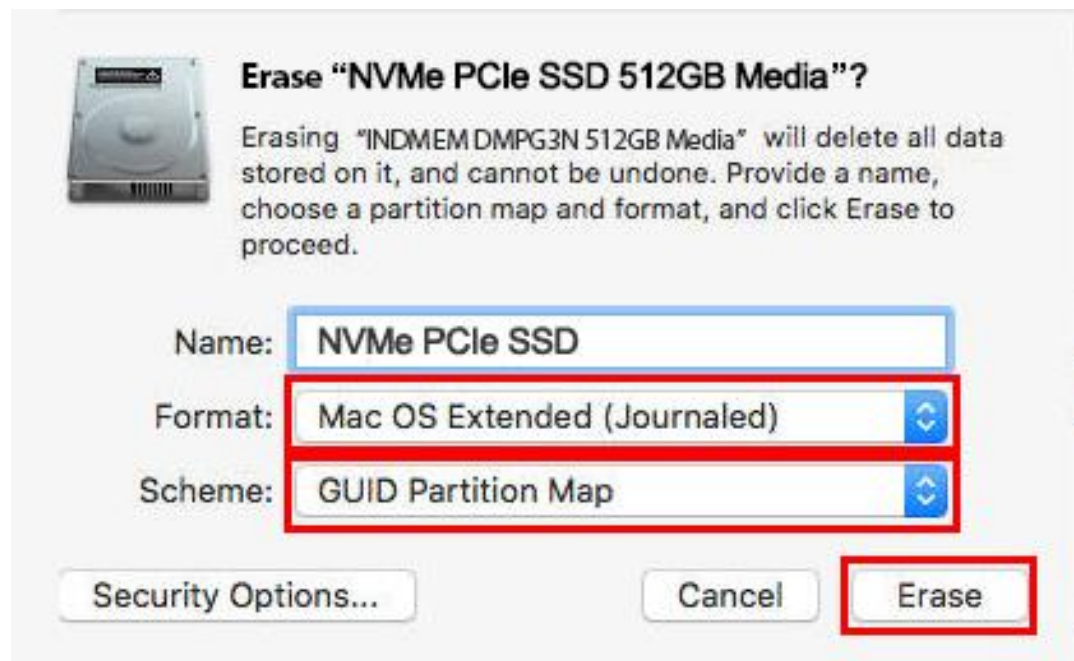 Erase “NVMe PCIe SSD 512GB Media”?
Erasing “INDMEM DMPG3N 512GB Media” will delete all data
stored on it, and cannot be undone. Provide a name,
choose a partition map and format, and click Erase to
proceed.
Name: NVMe PCIe SSD
Format: Mac OS Extended (Journaled)
Scheme: GUID Partition Map
Security Options... Cancel Erase